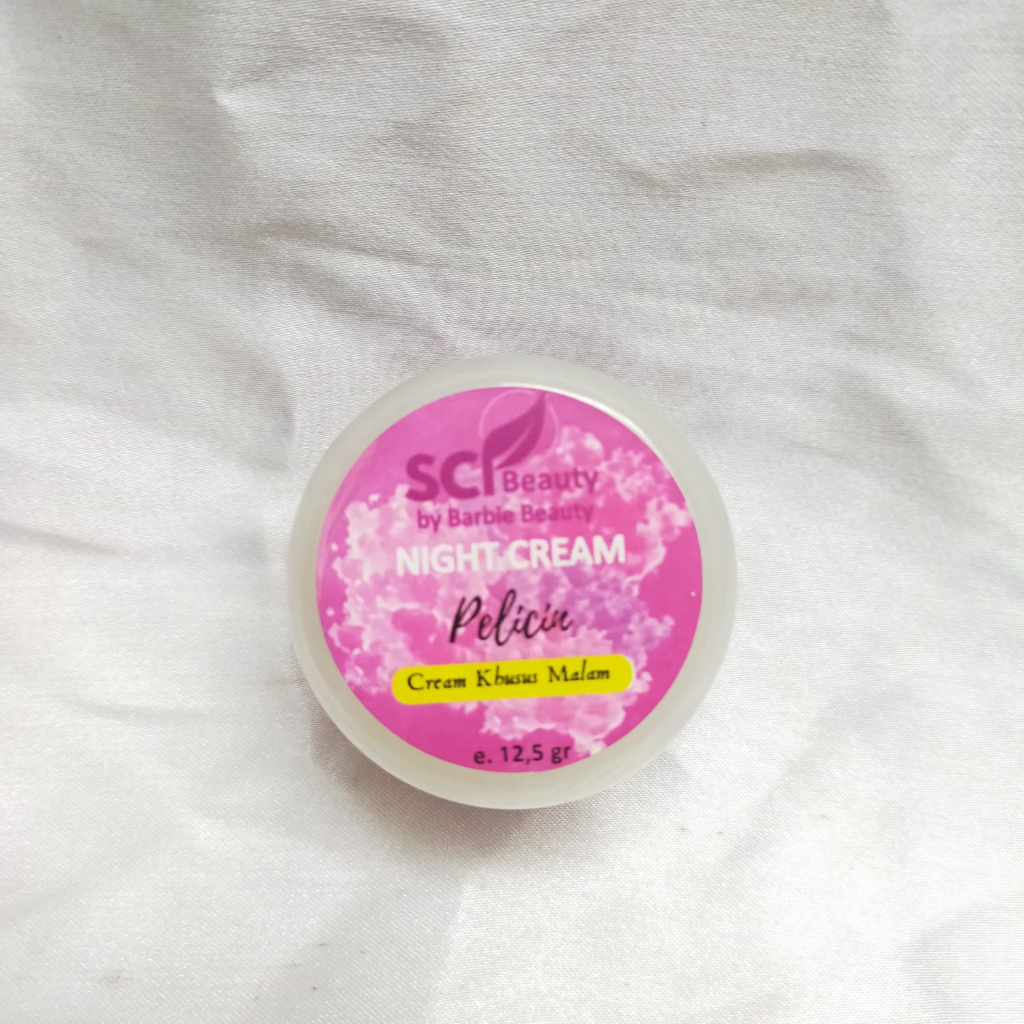 SCI Beauty
by Barbie Beauty
NIGHT CREAM
Pelicin
Cream Khusus Malam
e. 12,5 gr